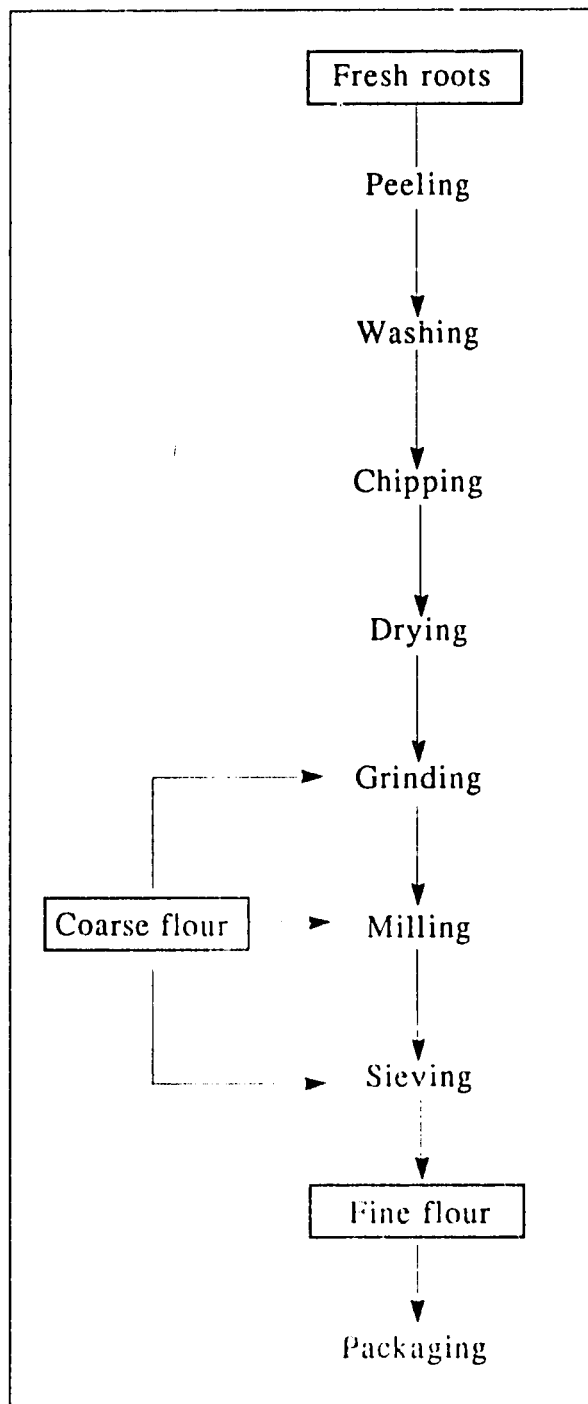 Fresh roots
Peeling
Washing
Chipping
Drying
Grinding
Coarse flour
Milling
Sieving
Fine flour
Packaging